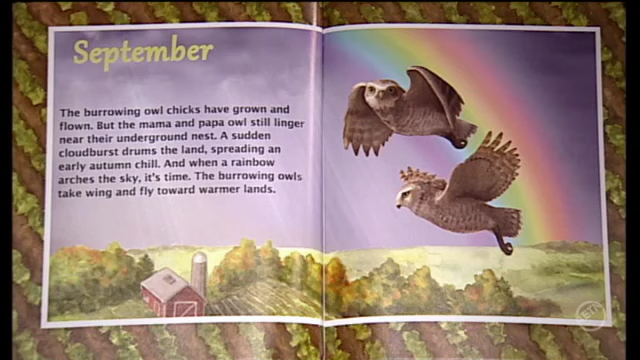 September
The burrowing owl chicks have grown and
flown. But the mama and papa owl still linger
near their underground nest. A sudden
cloudburst drums the land, spreading an
early autumn chill. And when a rainbow
arches the sky, it's time. The burrowing owls
take wing and fly toward warmer lands.